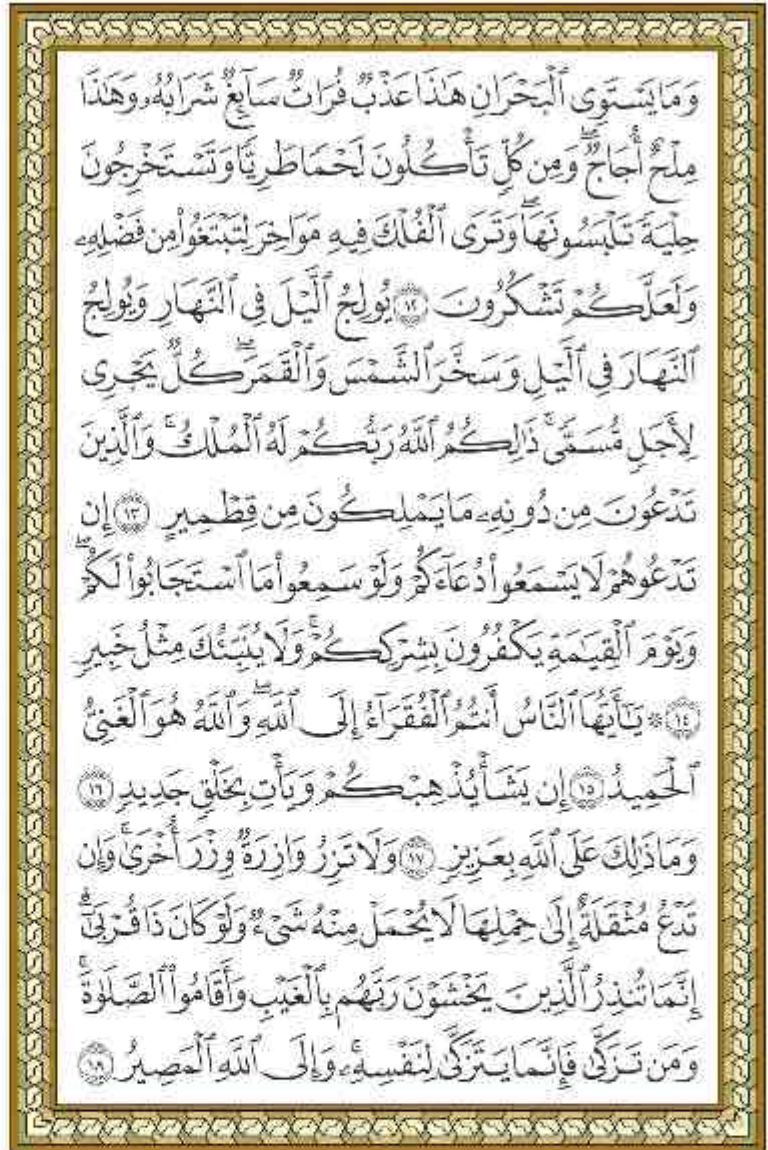 وَمَا يَسْتَوِى ٱلْبَحْرَانِ هَٰذَا عَذْبٌ فُرَاتٌ سَآئِغٌ شَرَابُهُۥ وَهَٰذَا
مِلْحٌ أُجَاجٌ ۖ وَمِن كُلٍّ تَأْكُلُونَ لَحْمًا طَرِيًّا وَتَسْتَخْرِجُونَ
حِلْيَةً تَلْبَسُونَهَا ۖ وَتَرَى ٱلْفُلْكَ فِيهِ مَوَاخِرَ لِتَبْتَغُوا۟ مِن فَضْلِهِۦ
وَلَعَلَّكُمْ تَشْكُرُونَ ١٢ يُولِجُ ٱلَّيْلَ فِى ٱلنَّهَارِ وَيُولِجُ
ٱلنَّهَارَ فِى ٱلَّيْلِ وَسَخَّرَ ٱلشَّمْسَ وَٱلْقَمَرَ ۖ كُلٌّ يَجْرِى
لِأَجَلٍ مُّسَمًّى ۚ ذَٰلِكُمُ ٱللَّهُ رَبُّكُمْ لَهُ ٱلْمُلْكُ ۚ وَٱلَّذِينَ
تَدْعُونَ مِن دُونِهِۦ مَا يَمْلِكُونَ مِن قِطْمِيرٍ ١٣ إِن
تَدْعُوهُمْ لَا يَسْمَعُوا۟ دُعَآءَكُمْ وَلَوْ سَمِعُوا۟ مَا ٱسْتَجَابُوا۟ لَكُمْ ۖ
وَيَوْمَ ٱلْقِيَٰمَةِ يَكْفُرُونَ بِشِرْكِكُمْ ۚ وَلَا يُنَبِّئُكَ مِثْلُ خَبِيرٍ
١٤ ۞ يَٰٓأَيُّهَا ٱلنَّاسُ أَنتُمُ ٱلْفُقَرَآءُ إِلَى ٱللَّهِ ۖ وَٱللَّهُ هُوَ ٱلْغَنِىُّ
ٱلْحَمِيدُ ١٥ إِن يَشَأْ يُذْهِبْكُمْ وَيَأْتِ بِخَلْقٍ جَدِيدٍ ١٦
وَمَا ذَٰلِكَ عَلَى ٱللَّهِ بِعَزِيزٍ ١٧ وَلَا تَزِرُ وَازِرَةٌ وِزْرَ أُخْرَىٰ ۚ وَإِن
تَدْعُ مُثْقَلَةٌ إِلَىٰ حِمْلِهَا لَا يُحْمَلْ مِنْهُ شَىْءٌ وَلَوْ كَانَ ذَا قُرْبَىٰٓ ۗ
إِنَّمَا تُنذِرُ ٱلَّذِينَ يَخْشَوْنَ رَبَّهُم بِٱلْغَيْبِ وَأَقَامُوا۟ ٱلصَّلَوٰةَ ۚ
وَمَن تَزَكَّىٰ فَإِنَّمَا يَتَزَكَّىٰ لِنَفْسِهِۦ ۚ وَإِلَى ٱللَّهِ ٱلْمَصِيرُ ١٨